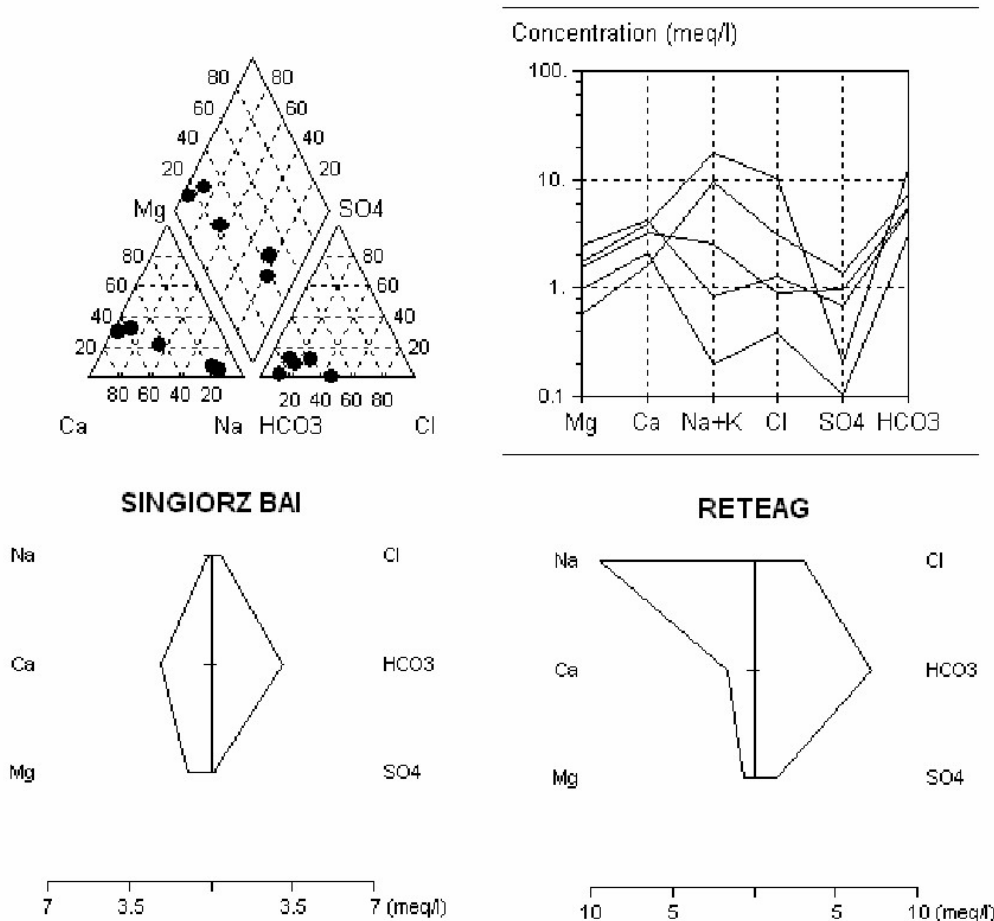 80 80
60 60
40 40
20 20
Mg SO4
80 80
60 60
40 40
20 20
80 60 40 20 20 40 60 80
Ca Na HCO3 Cl
Concentration (meq/l)
100.
10.
1.
0.1
Mg Ca Na+K Cl SO4 HCO3
SINGIORZ BAI
Na Cl
Ca HCO3
Mg SO4
7 3.5 3.5 7 (meq/l)
RETEAG
Na Cl
Ca HCO3
Mg SO4
10 5 5 10 (meq/l)